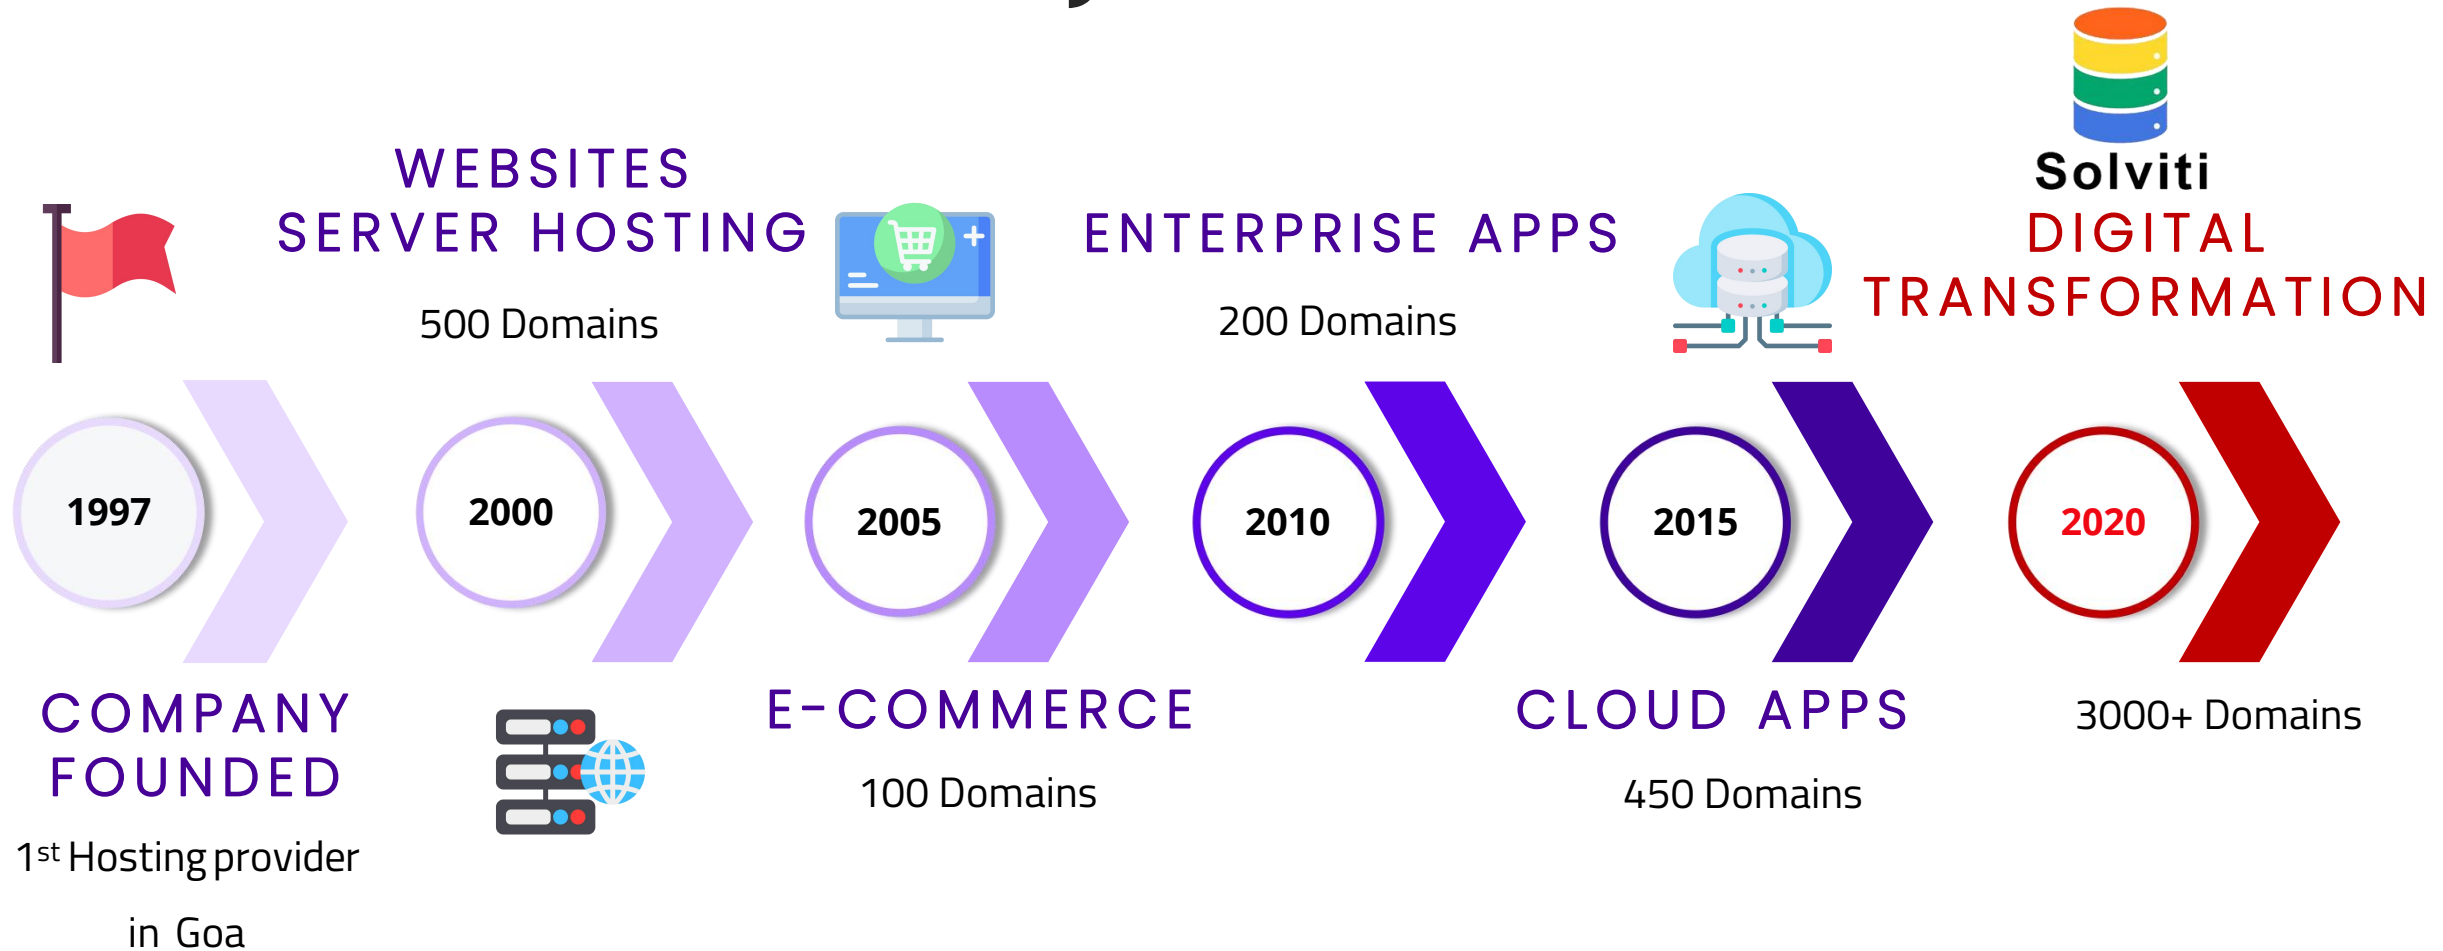 Solviti
WEBSITES
SERVER HOSTING
500 Domains
ENTERPRISE APPS
200 Domains
DIGITAL
TRANSFORMATION
1997
2000
2005
2010
2015
2020
COMPANY
FOUNDED
1st Hosting provider
in Goa
E-COMMERCE
100 Domains
CLOUD APPS
450 Domains
3000+ Domains